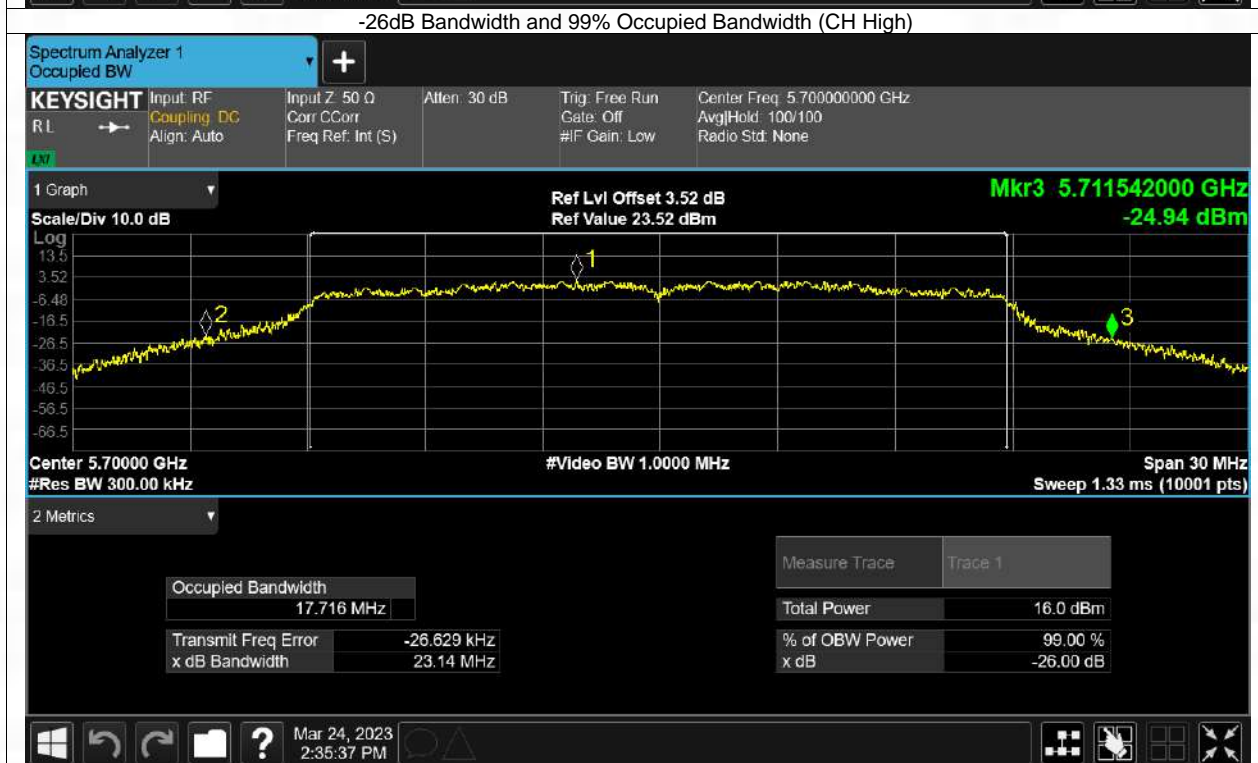 -26dB Bandwidth and 99% Occupied Bandwidth (CH High)
Spectrum Analyzer 1
Occupied BW
+
KEYSIGHT
RL
LXI
Input: RF
Coupling: DC
Align: Auto
Input Z: 50 Ω
Corr CCorr
Freq Ref: Int (S)
Atten: 30 dB
Trig: Free Run
Gate: Off
#IF Gain: Low
Center Freq: 5.700000000 GHz
Avg|Hold: 100/100
Radio Std: None
1 Graph
Scale/Div 10.0 dB
Ref Lvl Offset 3.52 dB
Ref Value 23.52 dBm
Mkr3 5.711542000 GHz
-24.94 dBm
Log
13.5
3.52
-6.48
-16.5
-26.5
-36.5
-46.5
-56.5
-66.5
1
2
3
Center 5.70000 GHz
#Res BW 300.00 kHz
#Video BW 1.0000 MHz
Span 30 MHz
Sweep 1.33 ms (10001 pts)
2 Metrics
Occupied Bandwidth
17.716 MHz
Transmit Freq Error -26.629 kHz
x dB Bandwidth 23.14 MHz
Measure Trace Trace 1
Total Power 16.0 dBm
% of OBW Power 99.00 %
x dB -26.00 dB
?
Mar 24, 2023
2:35:37 PM